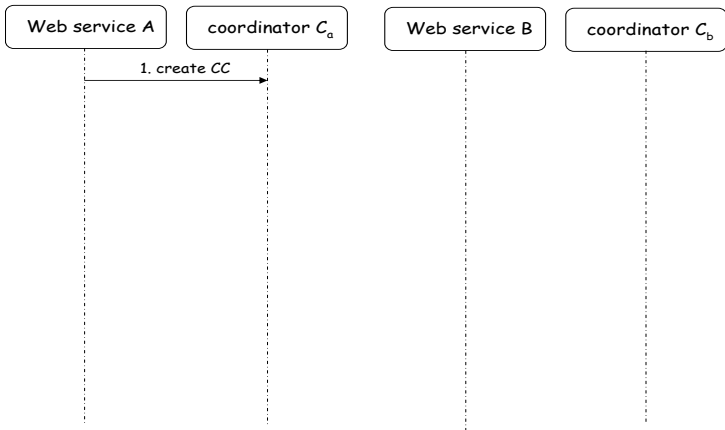 Web service A
coordinator Ca
Web service B
coordinator Cb
1. create CC